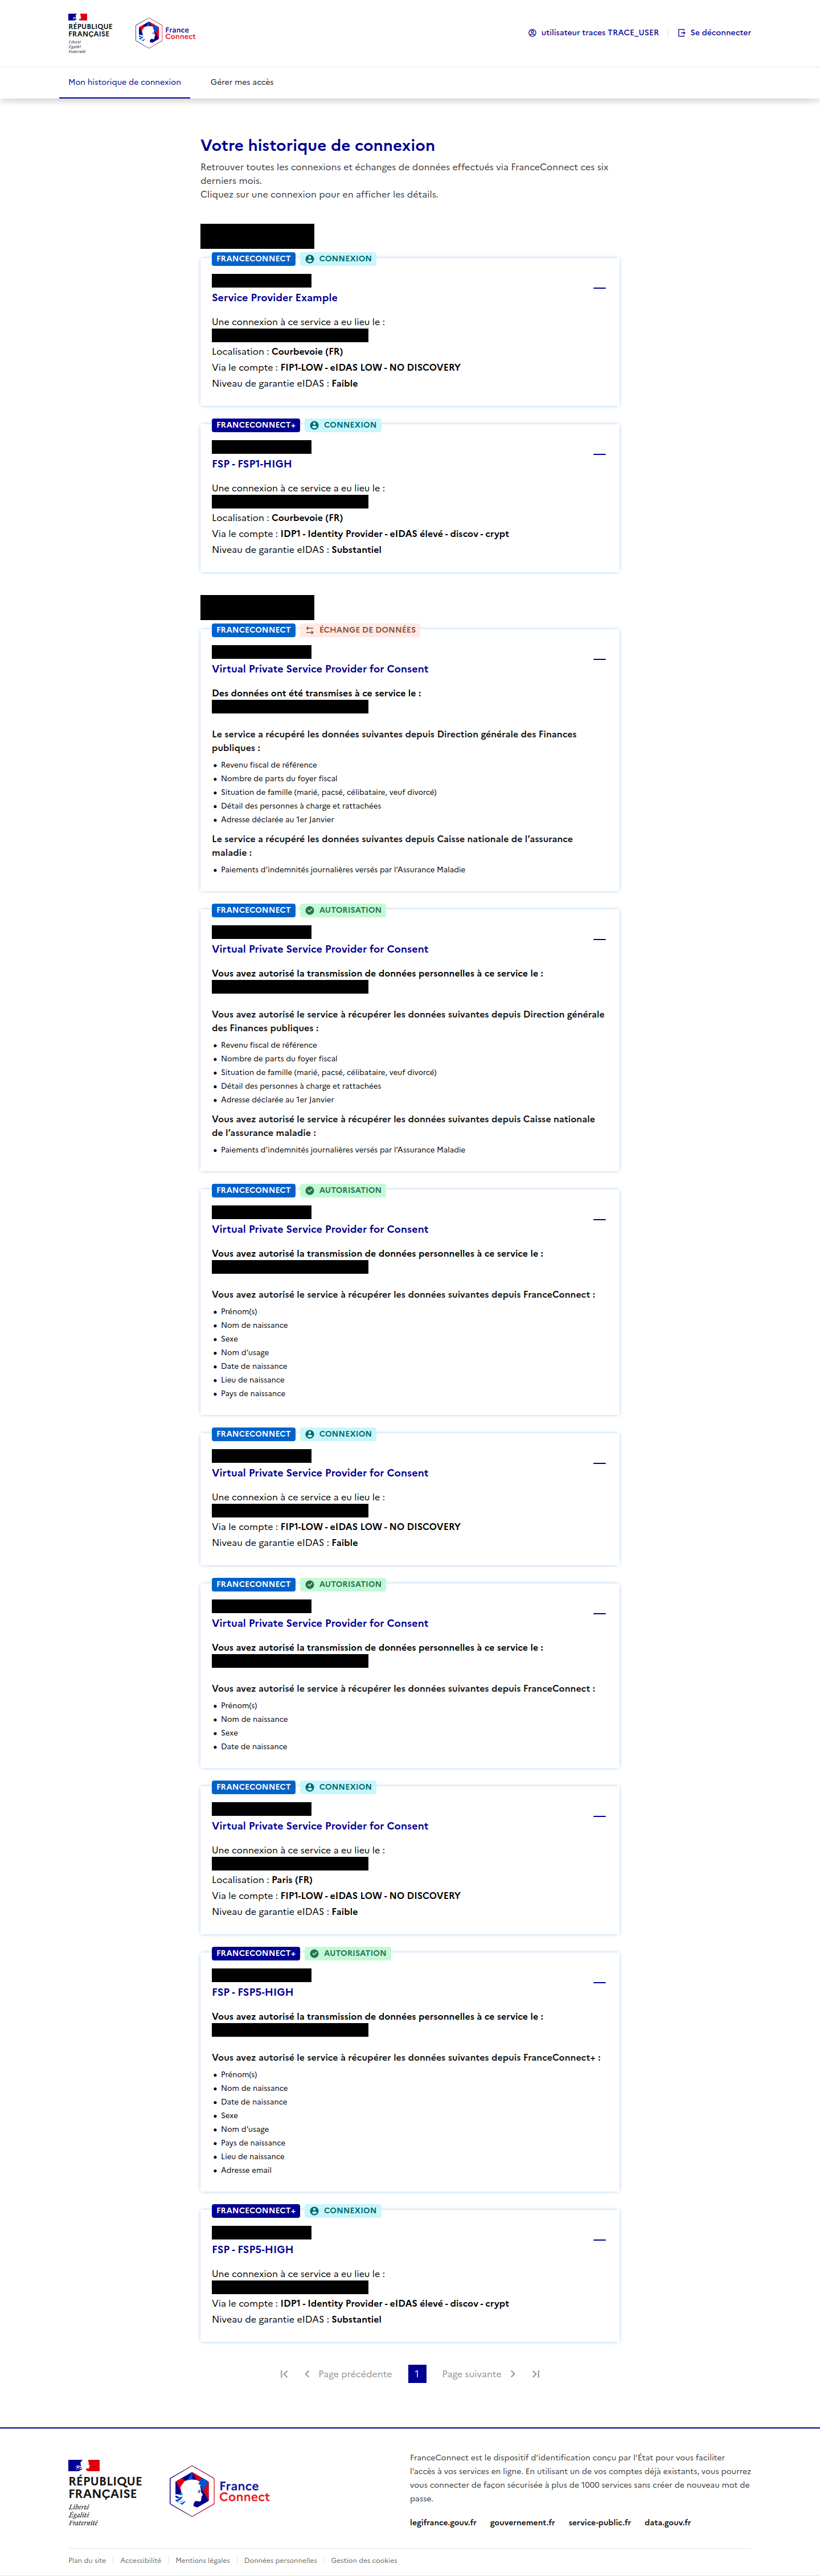 RÉPUBLIQUE
FRANÇAISE
Liberté
Égalité
Fraternité
France
Connect
utilisateur traces TRACE_USER
Se déconnecter
Mon historique de connexion
Gérer mes accès
Votre historique de connexion
Retrouver toutes les connexions et échanges de données effectués via FranceConnect ces six
derniers mois.
Cliquez sur une connexion pour en afficher les détails.
FRANCECONNECT CONNEXION
Service Provider Example
Une connexion à ce service a eu lieu le :
Localisation : Courbevoie (FR)
Via le compte : FIP1-LOW - eIDAS LOW - NO DISCOVERY
Niveau de garantie eIDAS : Faible
FRANCECONNECT+ CONNEXION
FSP - FSP1-HIGH
Une connexion à ce service a eu lieu le :
Localisation : Courbevoie (FR)
Via le compte : IDP1 - Identity Provider - eIDAS élevé - discov - crypt
Niveau de garantie eIDAS : Substantiel
FRANCECONNECT ÉCHANGE DE DONNÉES
Virtual Private Service Provider for Consent
Des données ont été transmises à ce service le :
Le service a récupéré les données suivantes depuis Direction générale des Finances
publiques :
Revenu fiscal de référence
Nombre de parts du foyer fiscal
Situation de famille (marié, pacsé, célibataire, veuf divorcé)
Détail des personnes à charge et rattachées
Adresse déclarée au 1er Janvier
Le service a récupéré les données suivantes depuis Caisse nationale de l'assurance
maladie :
Paiements d'indemnités journalières versés par l'Assurance Maladie
FRANCECONNECT AUTORISATION
Virtual Private Service Provider for Consent
Vous avez autorisé la transmission de données personnelles à ce service le :
Vous avez autorisé le service à récupérer les données suivantes depuis Direction générale
des Finances publiques :
Revenu fiscal de référence
Nombre de parts du foyer fiscal
Situation de famille (marié, pacsé, célibataire, veuf divorcé)
Détail des personnes à charge et rattachées
Adresse déclarée au 1er Janvier
Vous avez autorisé le service à récupérer les données suivantes depuis Caisse nationale
de l'assurance maladie :
Paiements d'indemnités journalières versés par l'Assurance Maladie
FRANCECONNECT AUTORISATION
Virtual Private Service Provider for Consent
Vous avez autorisé la transmission de données personnelles à ce service le :
Vous avez autorisé le service à récupérer les données suivantes depuis FranceConnect :
Prénom(s)
Nom de naissance
Sexe
Nom d'usage
Date de naissance
Lieu de naissance
Pays de naissance
FRANCECONNECT CONNEXION
Virtual Private Service Provider for Consent
Une connexion à ce service a eu lieu le :
Via le compte : FIP1-LOW - eIDAS LOW - NO DISCOVERY
Niveau de garantie eIDAS : Faible
FRANCECONNECT AUTORISATION
Virtual Private Service Provider for Consent
Vous avez autorisé la transmission de données personnelles à ce service le :
Vous avez autorisé le service à récupérer les données suivantes depuis FranceConnect :
Prénom(s)
Nom de naissance
Sexe
Date de naissance
FRANCECONNECT CONNEXION
Virtual Private Service Provider for Consent
Une connexion à ce service a eu lieu le :
Localisation : Paris (FR)
Via le compte : FIP1-LOW - eIDAS LOW - NO DISCOVERY
Niveau de garantie eIDAS : Faible
FRANCECONNECT+ AUTORISATION
FSP - FSP5-HIGH
Vous avez autorisé la transmission de données personnelles à ce service le :
Vous avez autorisé le service à récupérer les données suivantes depuis FranceConnect+ :
Prénom(s)
Nom de naissance
Date de naissance
Sexe
Nom d'usage
Pays de naissance
Lieu de naissance
Adresse email
FRANCECONNECT+ CONNEXION
FSP - FSP5-HIGH
Une connexion à ce service a eu lieu le :
Via le compte : IDP1 - Identity Provider - eIDAS élevé - discov - crypt
Niveau de garantie eIDAS : Substantiel
Page précédente 1 Page suivante
RÉPUBLIQUE
FRANÇAISE
Liberté
Égalité
Fraternité
France
Connect
FranceConnect est le dispositif d'identification conçu par l'État pour vous faciliter
l'accès à vos services en ligne. En utilisant un de vos comptes déjà existants, vous pourrez
vous connecter de façon sécurisée à plus de 1000 services sans créer de nouveau mot de
passe.
legifrance.gouv.fr gouvernement.fr service-public.fr data.gouv.fr
Plan du site Accessibilité Mentions légales Données personnelles Gestion des cookies